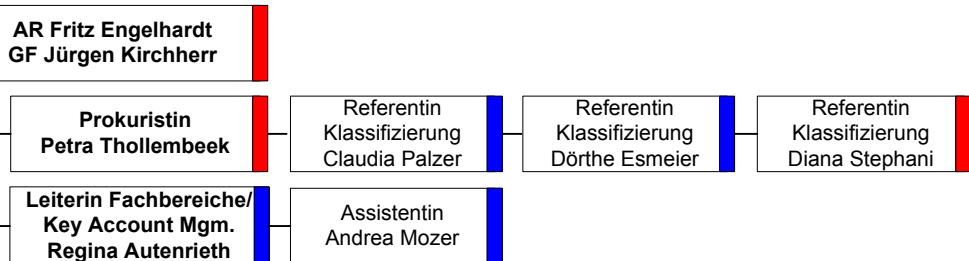 AR Fritz Engelhardt
GF Jürgen Kirchherr
Prokuristin
Petra Thollembeek
Referentin
Klassifizierung
Claudia Palzer
Referentin
Klassifizierung
Dörthe Esmeier
Referentin
Klassifizierung
Diana Stephani
Leiterin Fachbereiche/
Key Account Mgm.
Regina Autenrieth
Assistentin
Andrea Mozer